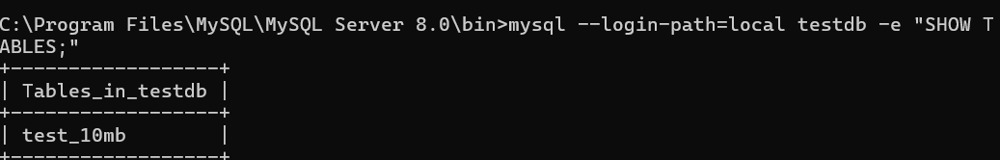 C:\Program Files\MySQL\MySQL Server 8.0\bin>mysql --login-path=local testdb -e "SHOW T
ABLES;"
+------------------+
| Tables_in_testdb |
+------------------+
| test_10mb        |
+------------------+